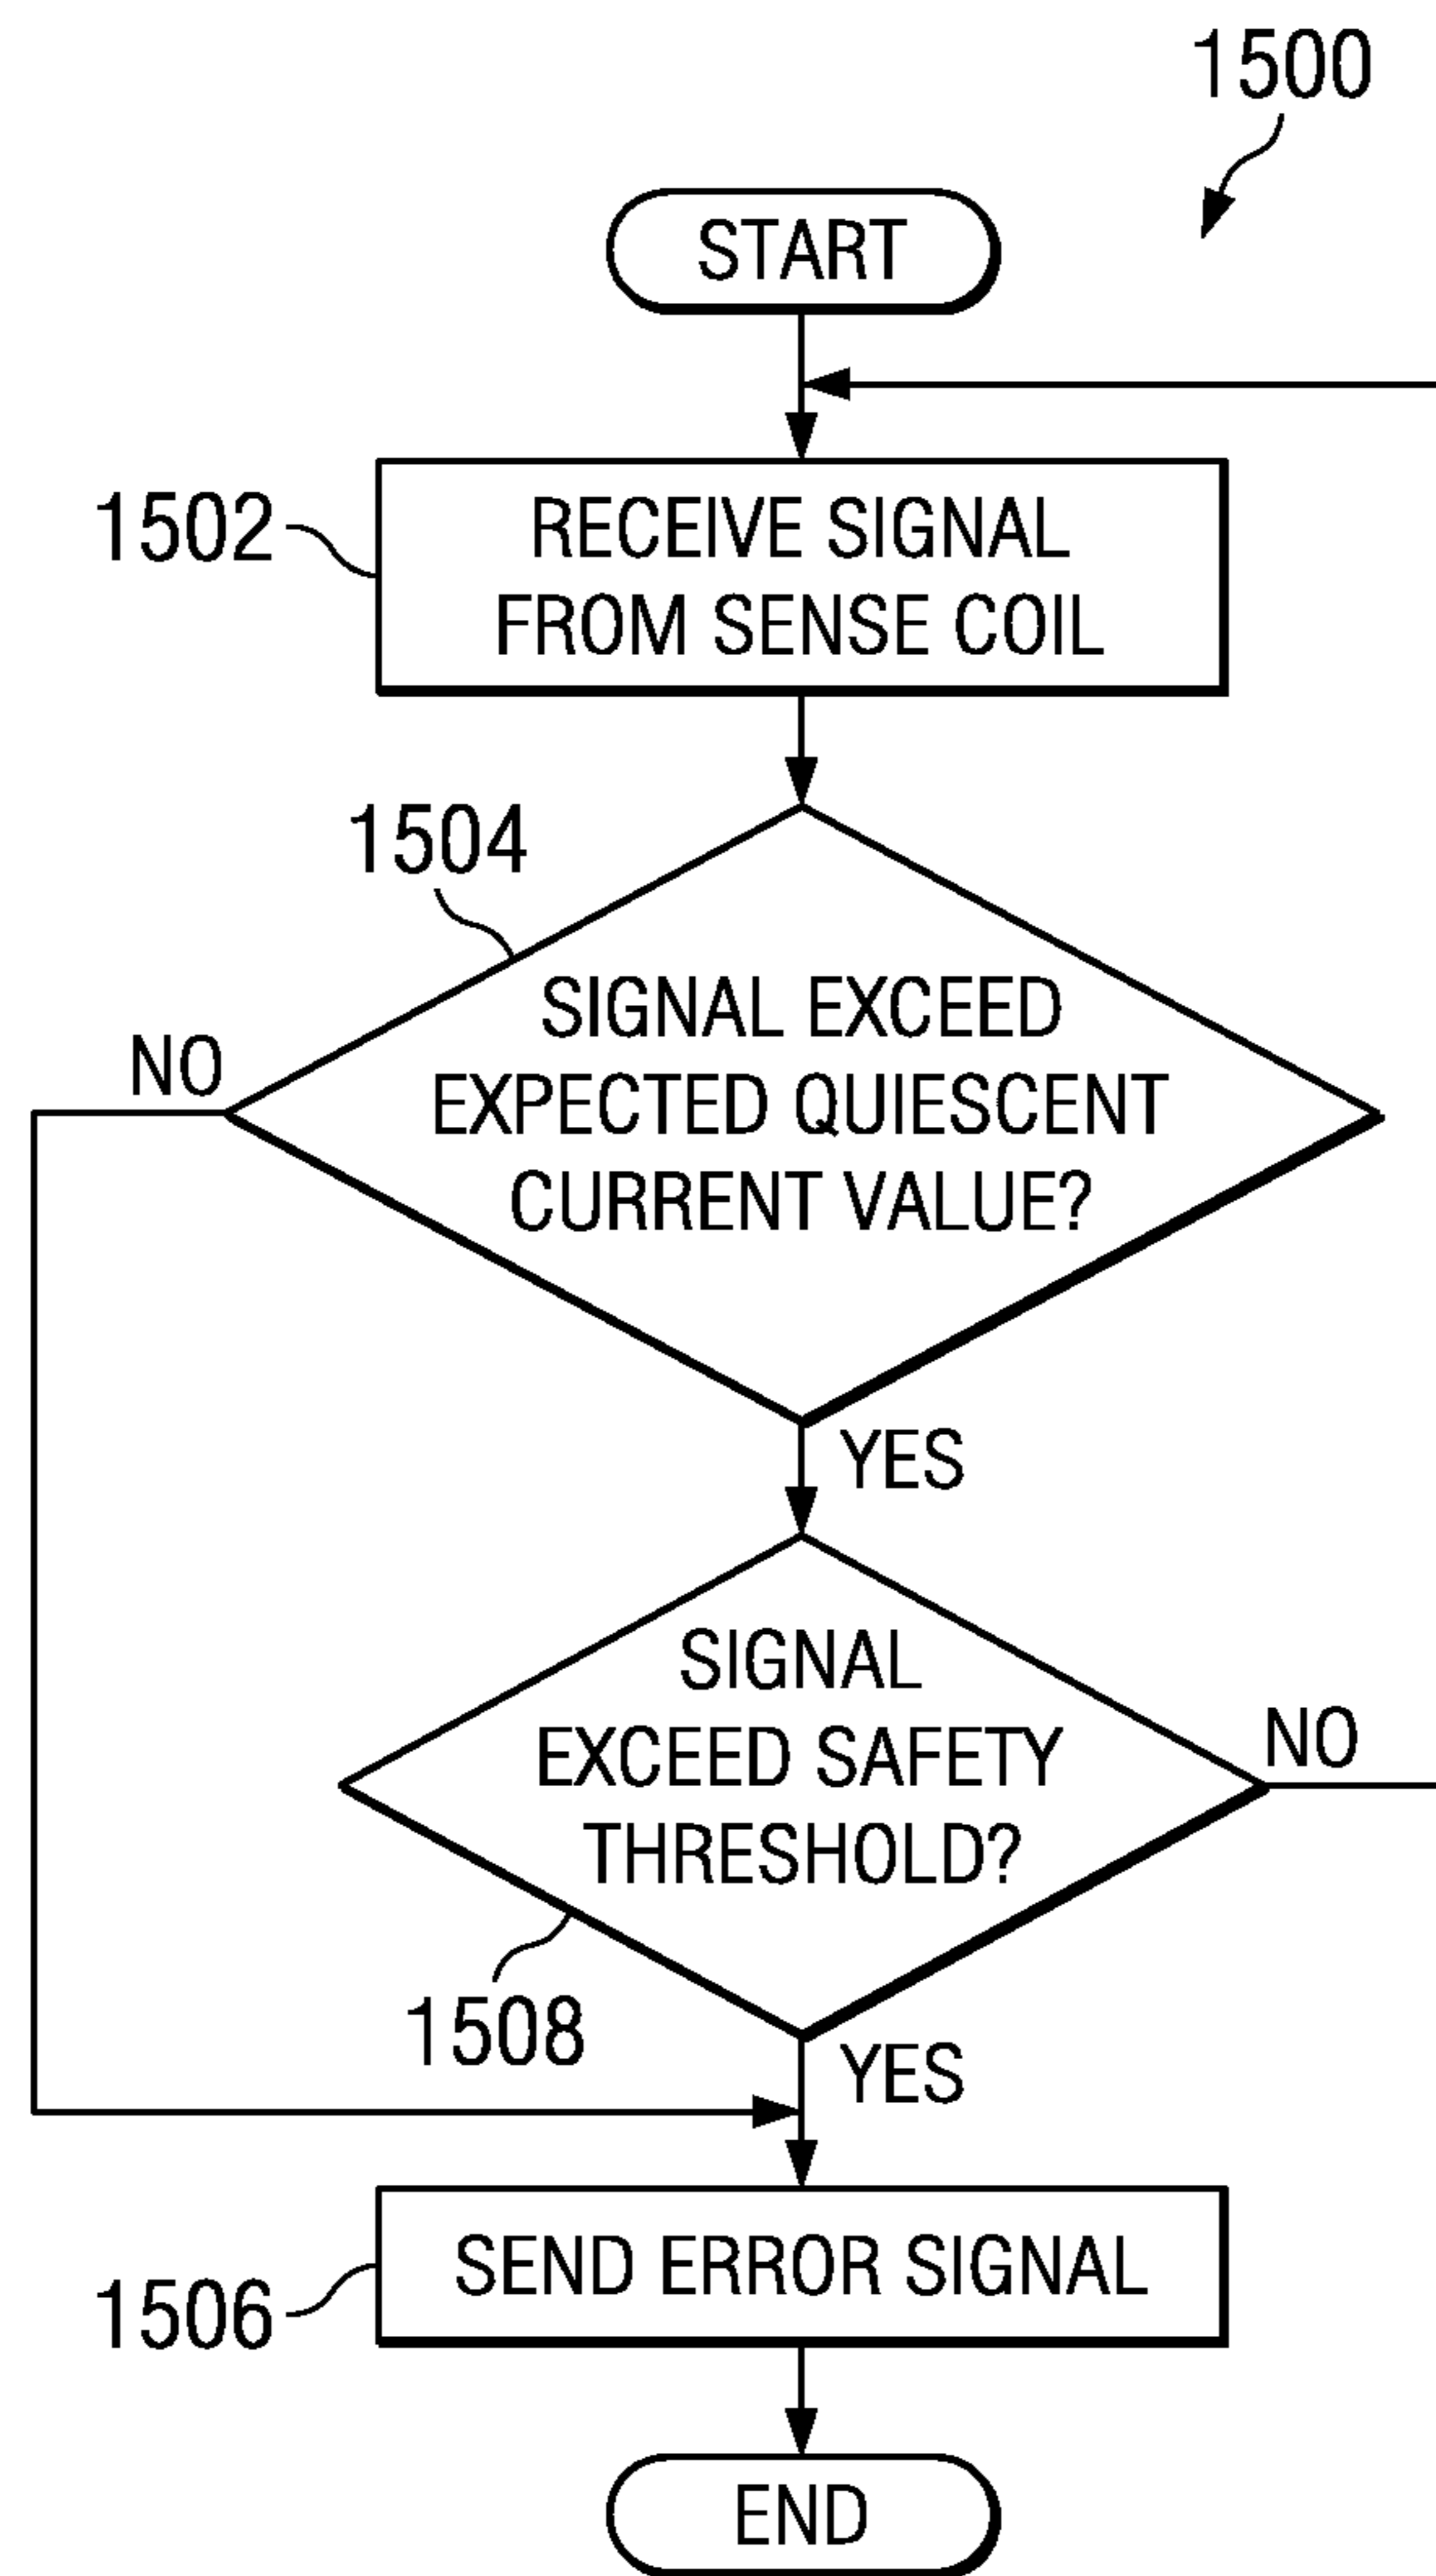 1500
START
1502
RECEIVE SIGNAL
FROM SENSE COIL
1504
SIGNAL EXCEED
EXPECTED QUIESCENT
CURRENT VALUE?
NO
YES
SIGNAL
EXCEED SAFETY
THRESHOLD?
NO
1508
YES
SEND ERROR SIGNAL
1506
END